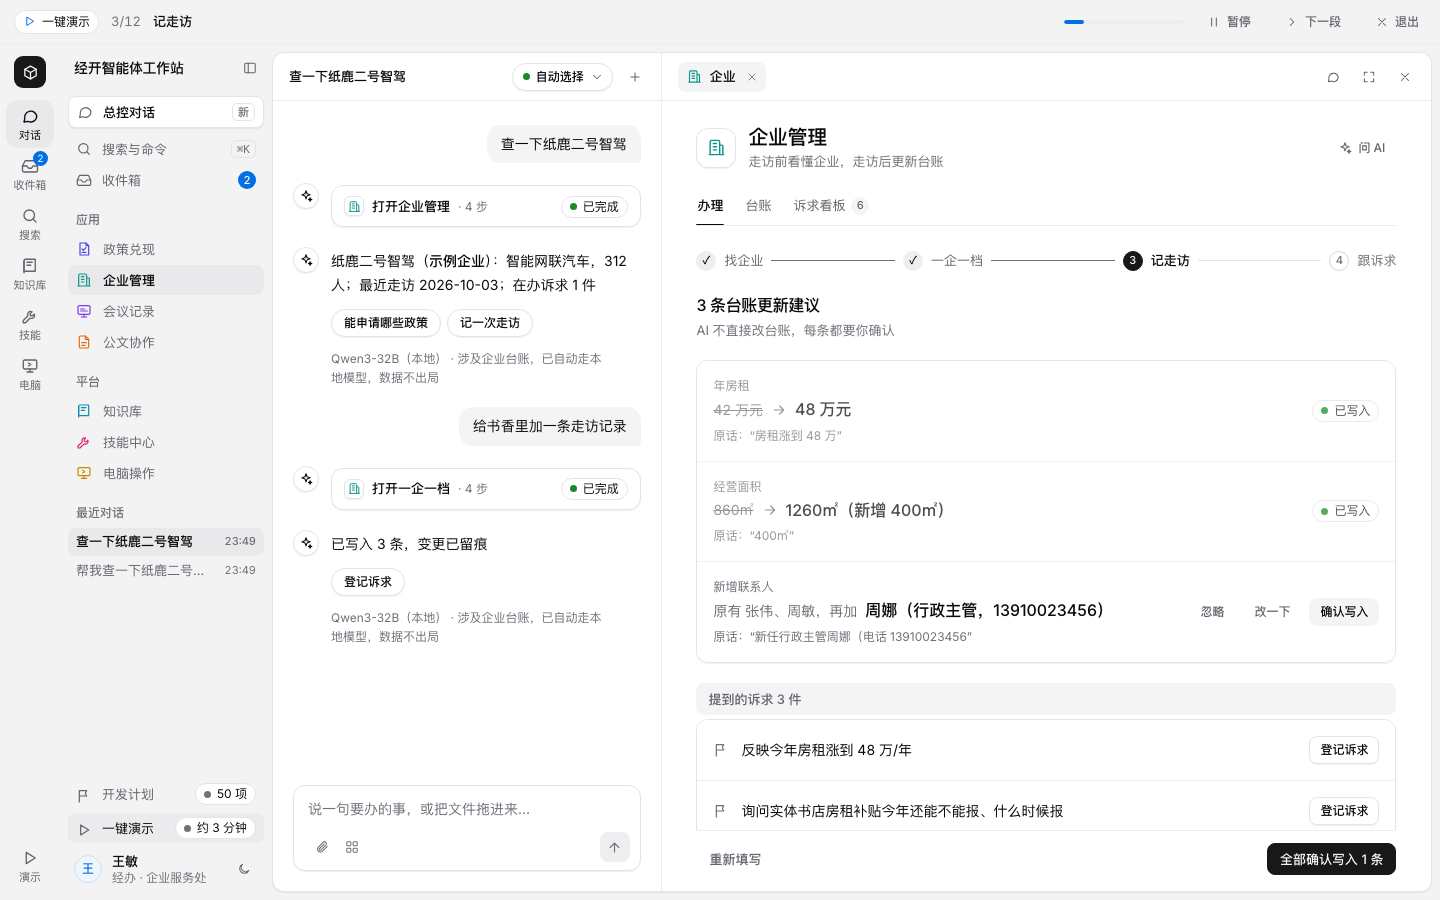 一键演示
3/12
记走访
暂停
下一段
退出
对话
2
收件箱
搜索
知识库
技能
电脑
演示
经开智能体工作站
总控对话
新
搜索与命令
⌘K
收件箱
2
应用
政策兑现
企业管理
会议记录
公文协作
平台
知识库
技能中心
电脑操作
最近对话
查一下纸鹿二号智驾
23:49
帮我查一下纸鹿二号...
23:49
开发计划
50 项
一键演示
约 3 分钟
王
王敏
经办 · 企业服务处
查一下纸鹿二号智驾
自动选择
查一下纸鹿二号智驾
打开企业管理 · 4 步
已完成
纸鹿二号智驾（示例企业）：智能网联汽车，312
人；最近走访 2026-10-03；在办诉求 1 件
能申请哪些政策
记一次走访
Qwen3-32B（本地） · 涉及企业台账，已自动走本
地模型，数据不出局
给书香里加一条走访记录
打开一企一档 · 4 步
已完成
已写入 3 条，变更已留痕
登记诉求
Qwen3-32B（本地） · 涉及企业台账，已自动走本
地模型，数据不出局
说一句要办的事，或把文件拖进来...
企业
企业管理
走访前看懂企业，走访后更新台账
问 AI
办理
台账
诉求看板 6
找企业
一企一档
3 记走访
4 跟诉求
3 条台账更新建议
AI 不直接改台账，每条都要你确认
年房租
42 万元 → 48 万元
原话：“房租涨到 48 万”
已写入
经营面积
860㎡ → 1260㎡（新增 400㎡）
原话：“400㎡”
已写入
新增联系人
原有 张伟、周敏，再加 周娜（行政主管，13910023456）
原话：“新任行政主管周娜（电话 13910023456”
忽略
改一下
确认写入
提到的诉求 3 件
反映今年房租涨到 48 万/年
登记诉求
询问实体书店房租补贴今年还能不能报、什么时候报
登记诉求
重新填写
全部确认写入 1 条